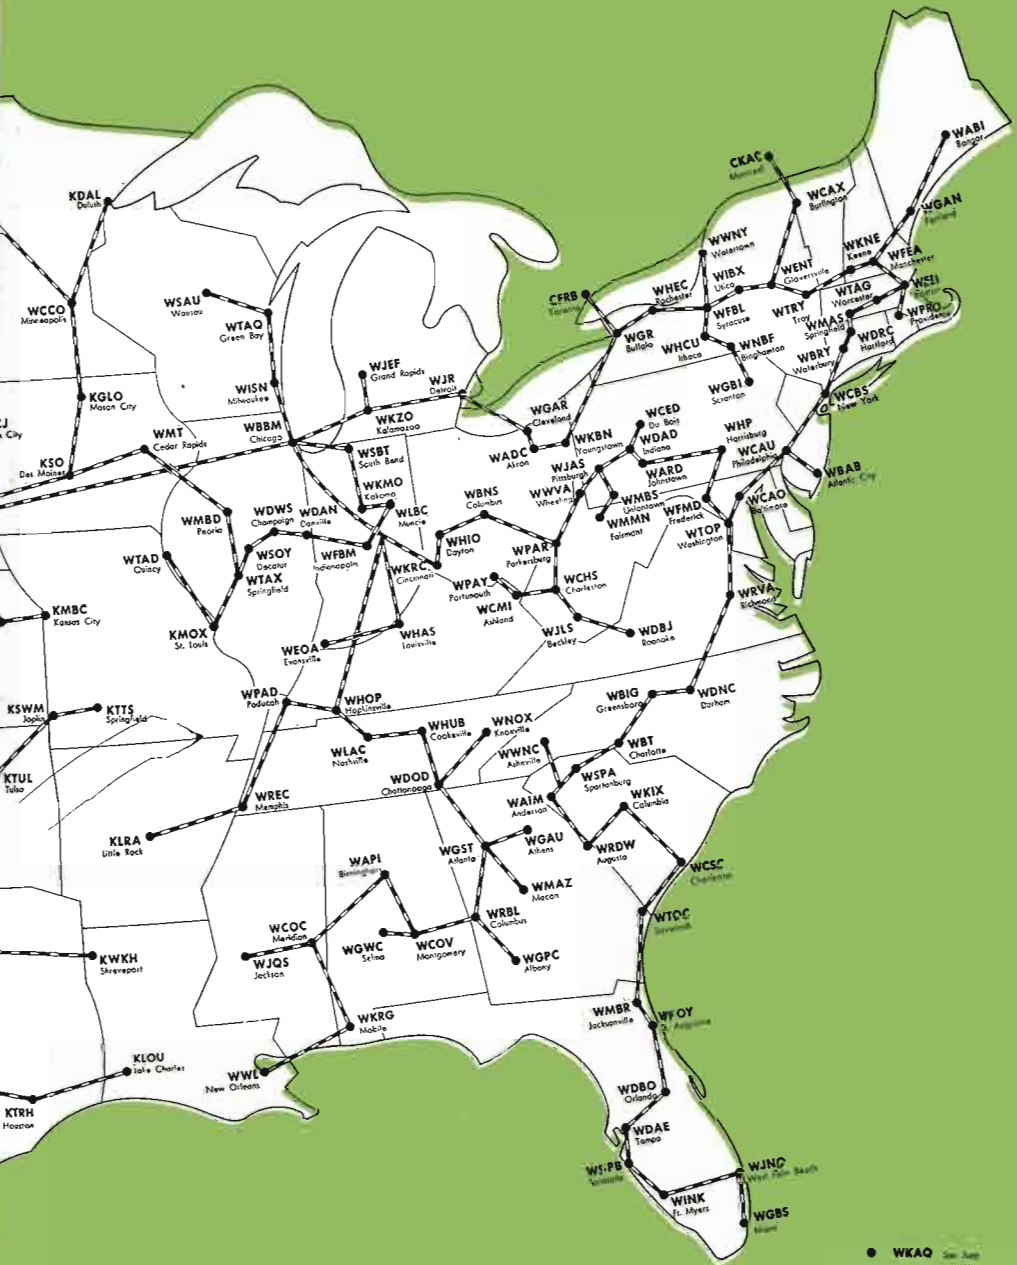 WABI
Bangor
CKAC
Montreal
WCAX
Burlington
WGAN
Portland
KDAL
Duluth
WWNY
Watertown
WKNE
Keene
WFEA
Manchester
WIBX
Utica
WENT
Gloversville
WHEC
Rochester
WTAG
Worcester
WEEI
CFRB
WCCO
Minneapolis
WSAU
Wausau
WTRY
Troy
WMAS
Springfield
WPRO
Providence
WFBL
Syracuse
WTAQ
Green Bay
WGR
Buffalo
WDRC
Hartford
WHCU
Ithaca
WNBF
Binghamton
WBRY
Waterbury
WJEF
Grand Rapids
WISN
Milwaukee
WJR
Detroit
WGBI
Scranton
KGLO
Mason City
WCBS
New York
WKZO
Kalamazoo
WGAR
Cleveland
WCED
Du Bois
CJ
City
WMT
Cedar Rapids
WBBM
Chicago
WHP
Harrisburg
WKBN
Youngstown
WDAD
Indiana
WCAU
Philadelphia
KSO
Des Moines
WSBT
South Bend
WADC
Akron
WJAS
Pittsburgh
WARD
Johnstown
WBAB
Atlantic City
WKMO
Kokomo
WBNS
Columbus
WWVA
Wheeling
WMBS
Uniontown
WCAO
Baltimore
WMBD
Peoria
WDWS
Champaign
WDAN
Danville
WLBC
Muncie
WMMN
Fairmont
WFMD
Frederick
WTOP
Washington
WHIO
Dayton
WTAD
Quincy
WSOY
Decatur
WFBM
Indianapolis
WPAR
Parkersburg
WKRC
Cincinnati
WTAX
Springfield
WPAY
Portsmouth
WCHS
Charleston
WRVA
Richmond
KMBC
Kansas City
WCMI
Ashland
KMOX
St. Louis
WHAS
Louisville
WJLS
Beckley
WDBJ
Roanoke
WEOA
Evansville
WPAD
Paducah
WHOP
Hopkinsville
WBIG
Greensboro
WDNC
Durham
KSWM
Joplin
KTTS
Springfield
WHUB
Cookeville
WNOX
Knoxville
WLAC
Nashville
WWNC
Asheville
WBT
Charlotte
KTUL
Tulsa
WDOD
Chattanooga
WSPA
Spartanburg
WREC
Memphis
WAIM
Anderson
WKIX
Columbia
KLRA
Little Rock
WGST
Atlanta
WGAU
Athens
WRDW
Augusta
WAPI
Birmingham
WCSC
Charleston
WMAZ
Macon
WRBL
Columbus
WTOC
Savannah
WCOC
Meridian
WGWC
Selma
WCOV
Montgomery
KWKH
Shreveport
WJQS
Jackson
WGPC
Albany
WKRG
Mobile
WMBR
Jacksonville
WFOY
St. Augustine
KLOU
Lake Charles
WWL
New Orleans
WDBO
Orlando
KTRH
Houston
WDAE
Tampa
WSPB
Sarasota
WJNO
West Palm Beach
WINK
Ft. Myers
WGBS
Miami
WKAQ San Juan